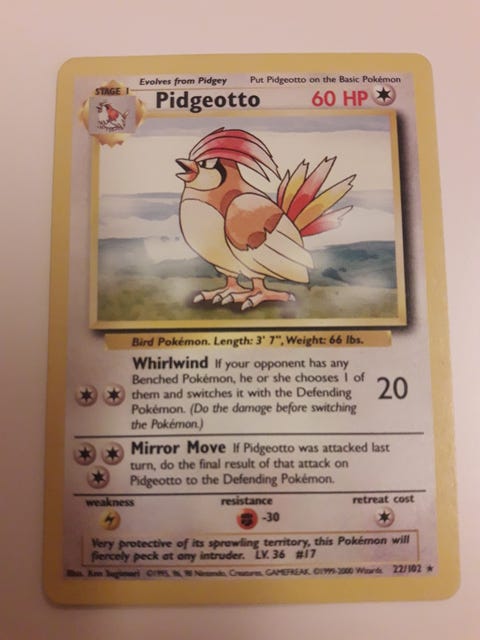 Evolves from Pidgey Put Pidgeotto on the Basic Pokémon
STAGE 1 Pidgeotto 60 HP
Bird Pokémon. Length: 3' 7", Weight: 66 lbs.
Whirlwind If your opponent has any
Benched Pokémon, he or she chooses 1 of
them and switches it with the Defending 20
Pokémon. (Do the damage before switching
the Pokémon.)
Mirror Move If Pidgeotto was attacked last
turn, do the final result of that attack on
Pidgeotto to the Defending Pokémon.
weakness resistance retreat cost
-30
Very protective of its sprawling territory, this Pokémon will
fiercely peck at any intruder. LV. 36 #17
Illus. Ken Sugimori ©1995, 96, 98 Nintendo, Creatures, GAMEFREAK. ©1999-2000 Wizards. 22/102 ★